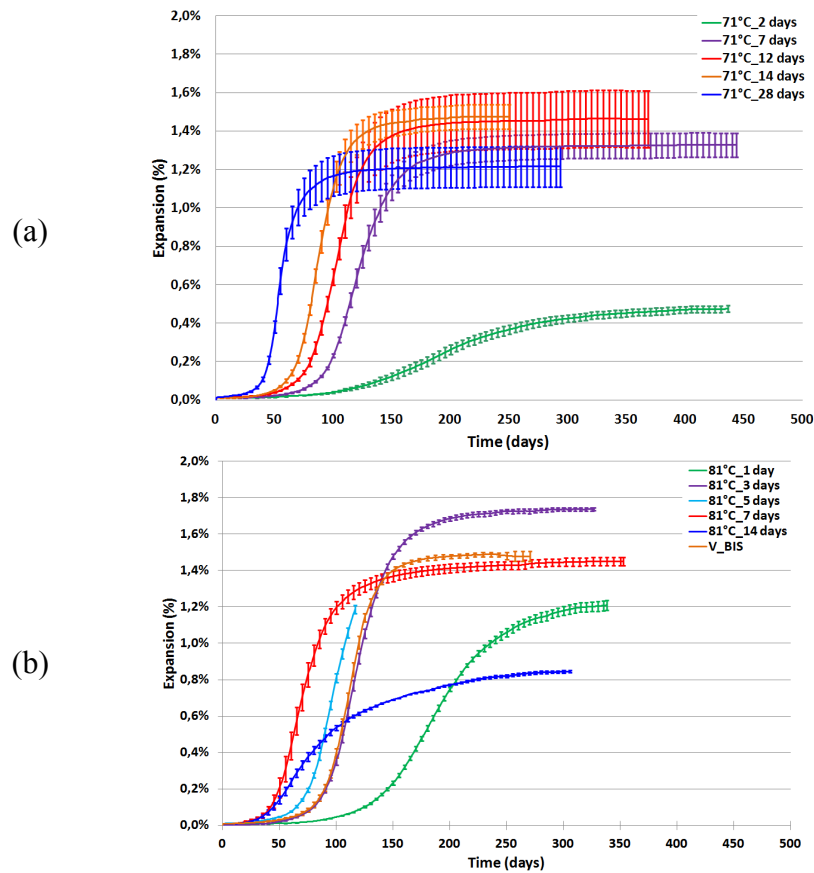 (a)
2,0%
1,8%
1,6%
1,4%
1,2%
1,0%
0,8%
0,6%
0,4%
0,2%
0,0%
Expansion (%)
71°C_2 days
71°C_7 days
71°C_12 days
71°C_14 days
71°C_28 days
0 50 100 150 200 250 300 350 400 450 500
Time (days)
(b)
2,0%
1,8%
1,6%
1,4%
1,2%
1,0%
0,8%
0,6%
0,4%
0,2%
0,0%
Expansion (%)
81°C_1 day
81°C_3 days
81°C_5 days
81°C_7 days
81°C_14 days
V_BIS
0 50 100 150 200 250 300 350 400 450 500
Time (days)